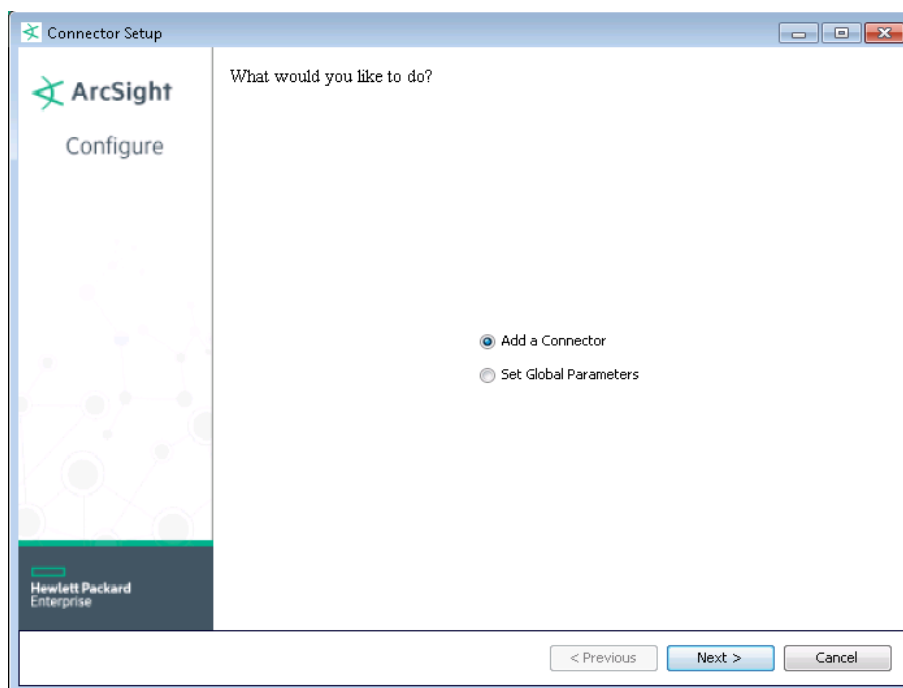 Connector Setup
ArcSight
Configure
What would you like to do?
Add a Connector
Set Global Parameters
Hewlett Packard
Enterprise
< Previous
Next >
Cancel